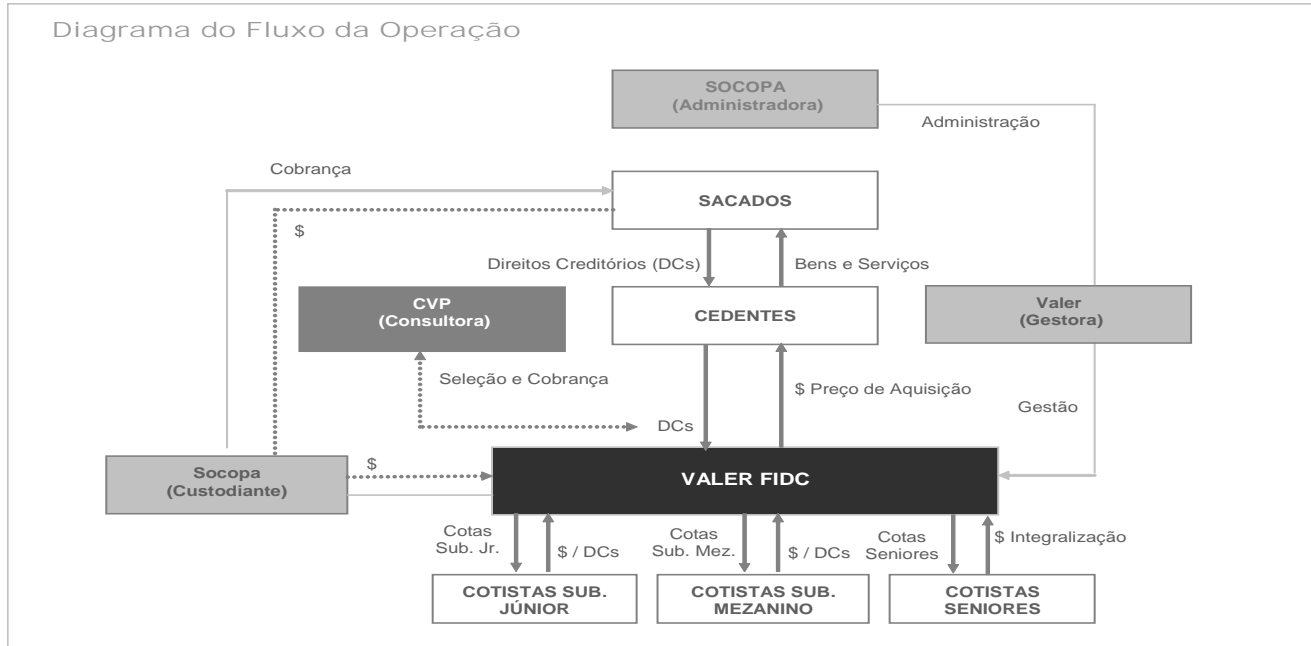 Diagrama do Fluxo da Operação
SOCOPA
(Administradora)
Administração
Cobrança
SACADOS
$
Direitos Creditórios (DCs)
Bens e Serviços
CVP
(Consultora)
CEDENTES
Valer
(Gestora)
Seleção e Cobrança
$ Preço de Aquisição
Gestão
DCs
Socopa
(Custodiante)
$
VALER FIDC
Cotas
Sub. Jr.
$ / DCs
Cotas
Sub. Mez.
$ / DCs
Cotas
Seniores
$ Integralização
COTISTAS SUB.
JÚNIOR
COTISTAS SUB.
MEZANINO
COTISTAS
SENIORES